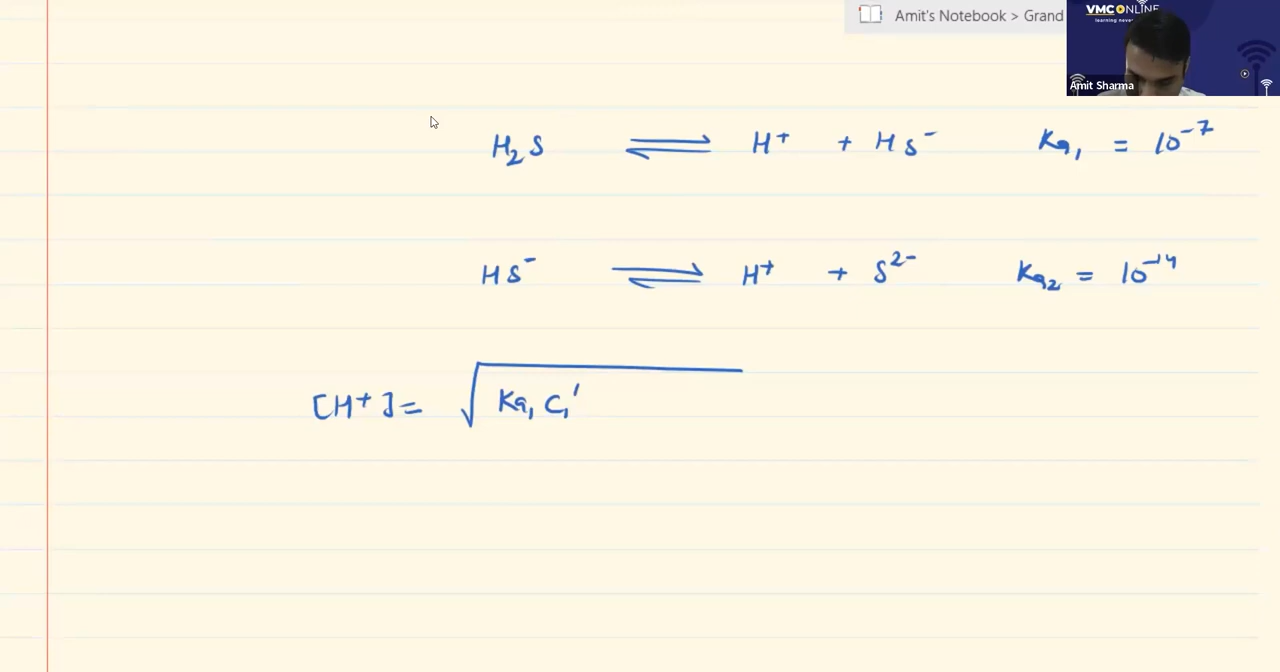 Amit's Notebook > Grand
VMC ONLINE
Amit Sharma
H₂S ⇌ H⁺ + HS⁻ Ka₁ = 10⁻⁷
HS⁻ ⇌ H⁺ + S²⁻ Ka₂ = 10⁻¹⁴
[H⁺] = √(Ka₁ C₁')